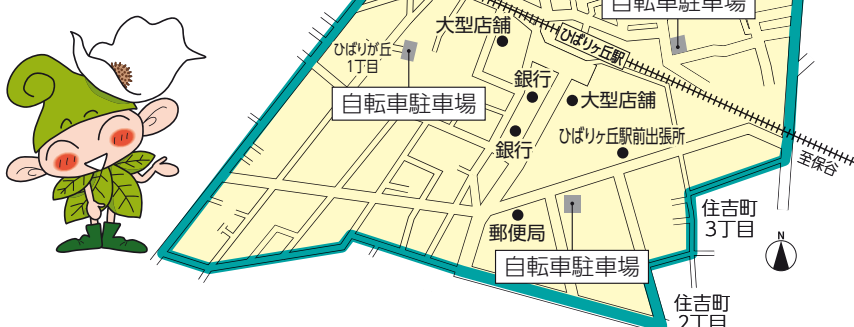 自転車駐車場
大型店舗
ひばりヶ丘駅
ひばりが丘
1丁目
銀行
大型店舗
自転車駐車場
銀行
ひばりヶ丘駅前出張所
至保谷
住吉町
3丁目
郵便局
N
自転車駐車場
住吉町
2丁目